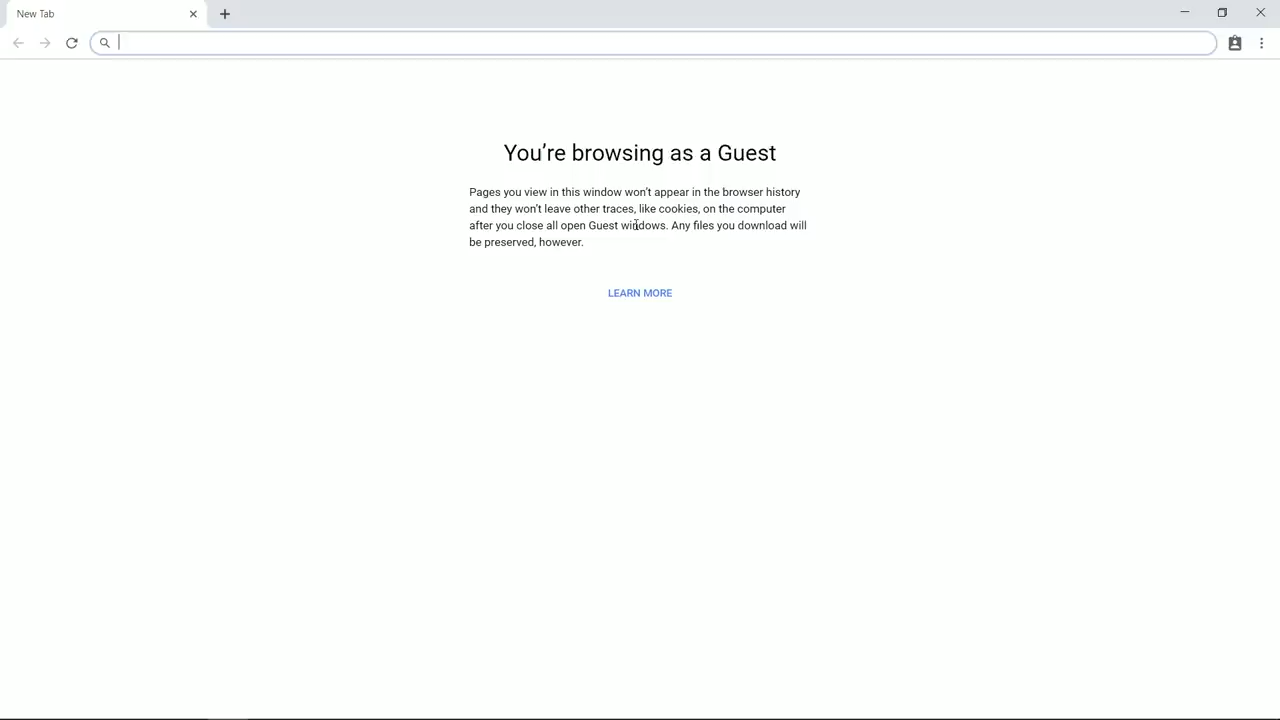 New Tab
You’re browsing as a Guest
Pages you view in this window won’t appear in the browser history
and they won’t leave other traces, like cookies, on the computer
after you close all open Guest windows. Any files you download will
be preserved, however.
LEARN MORE